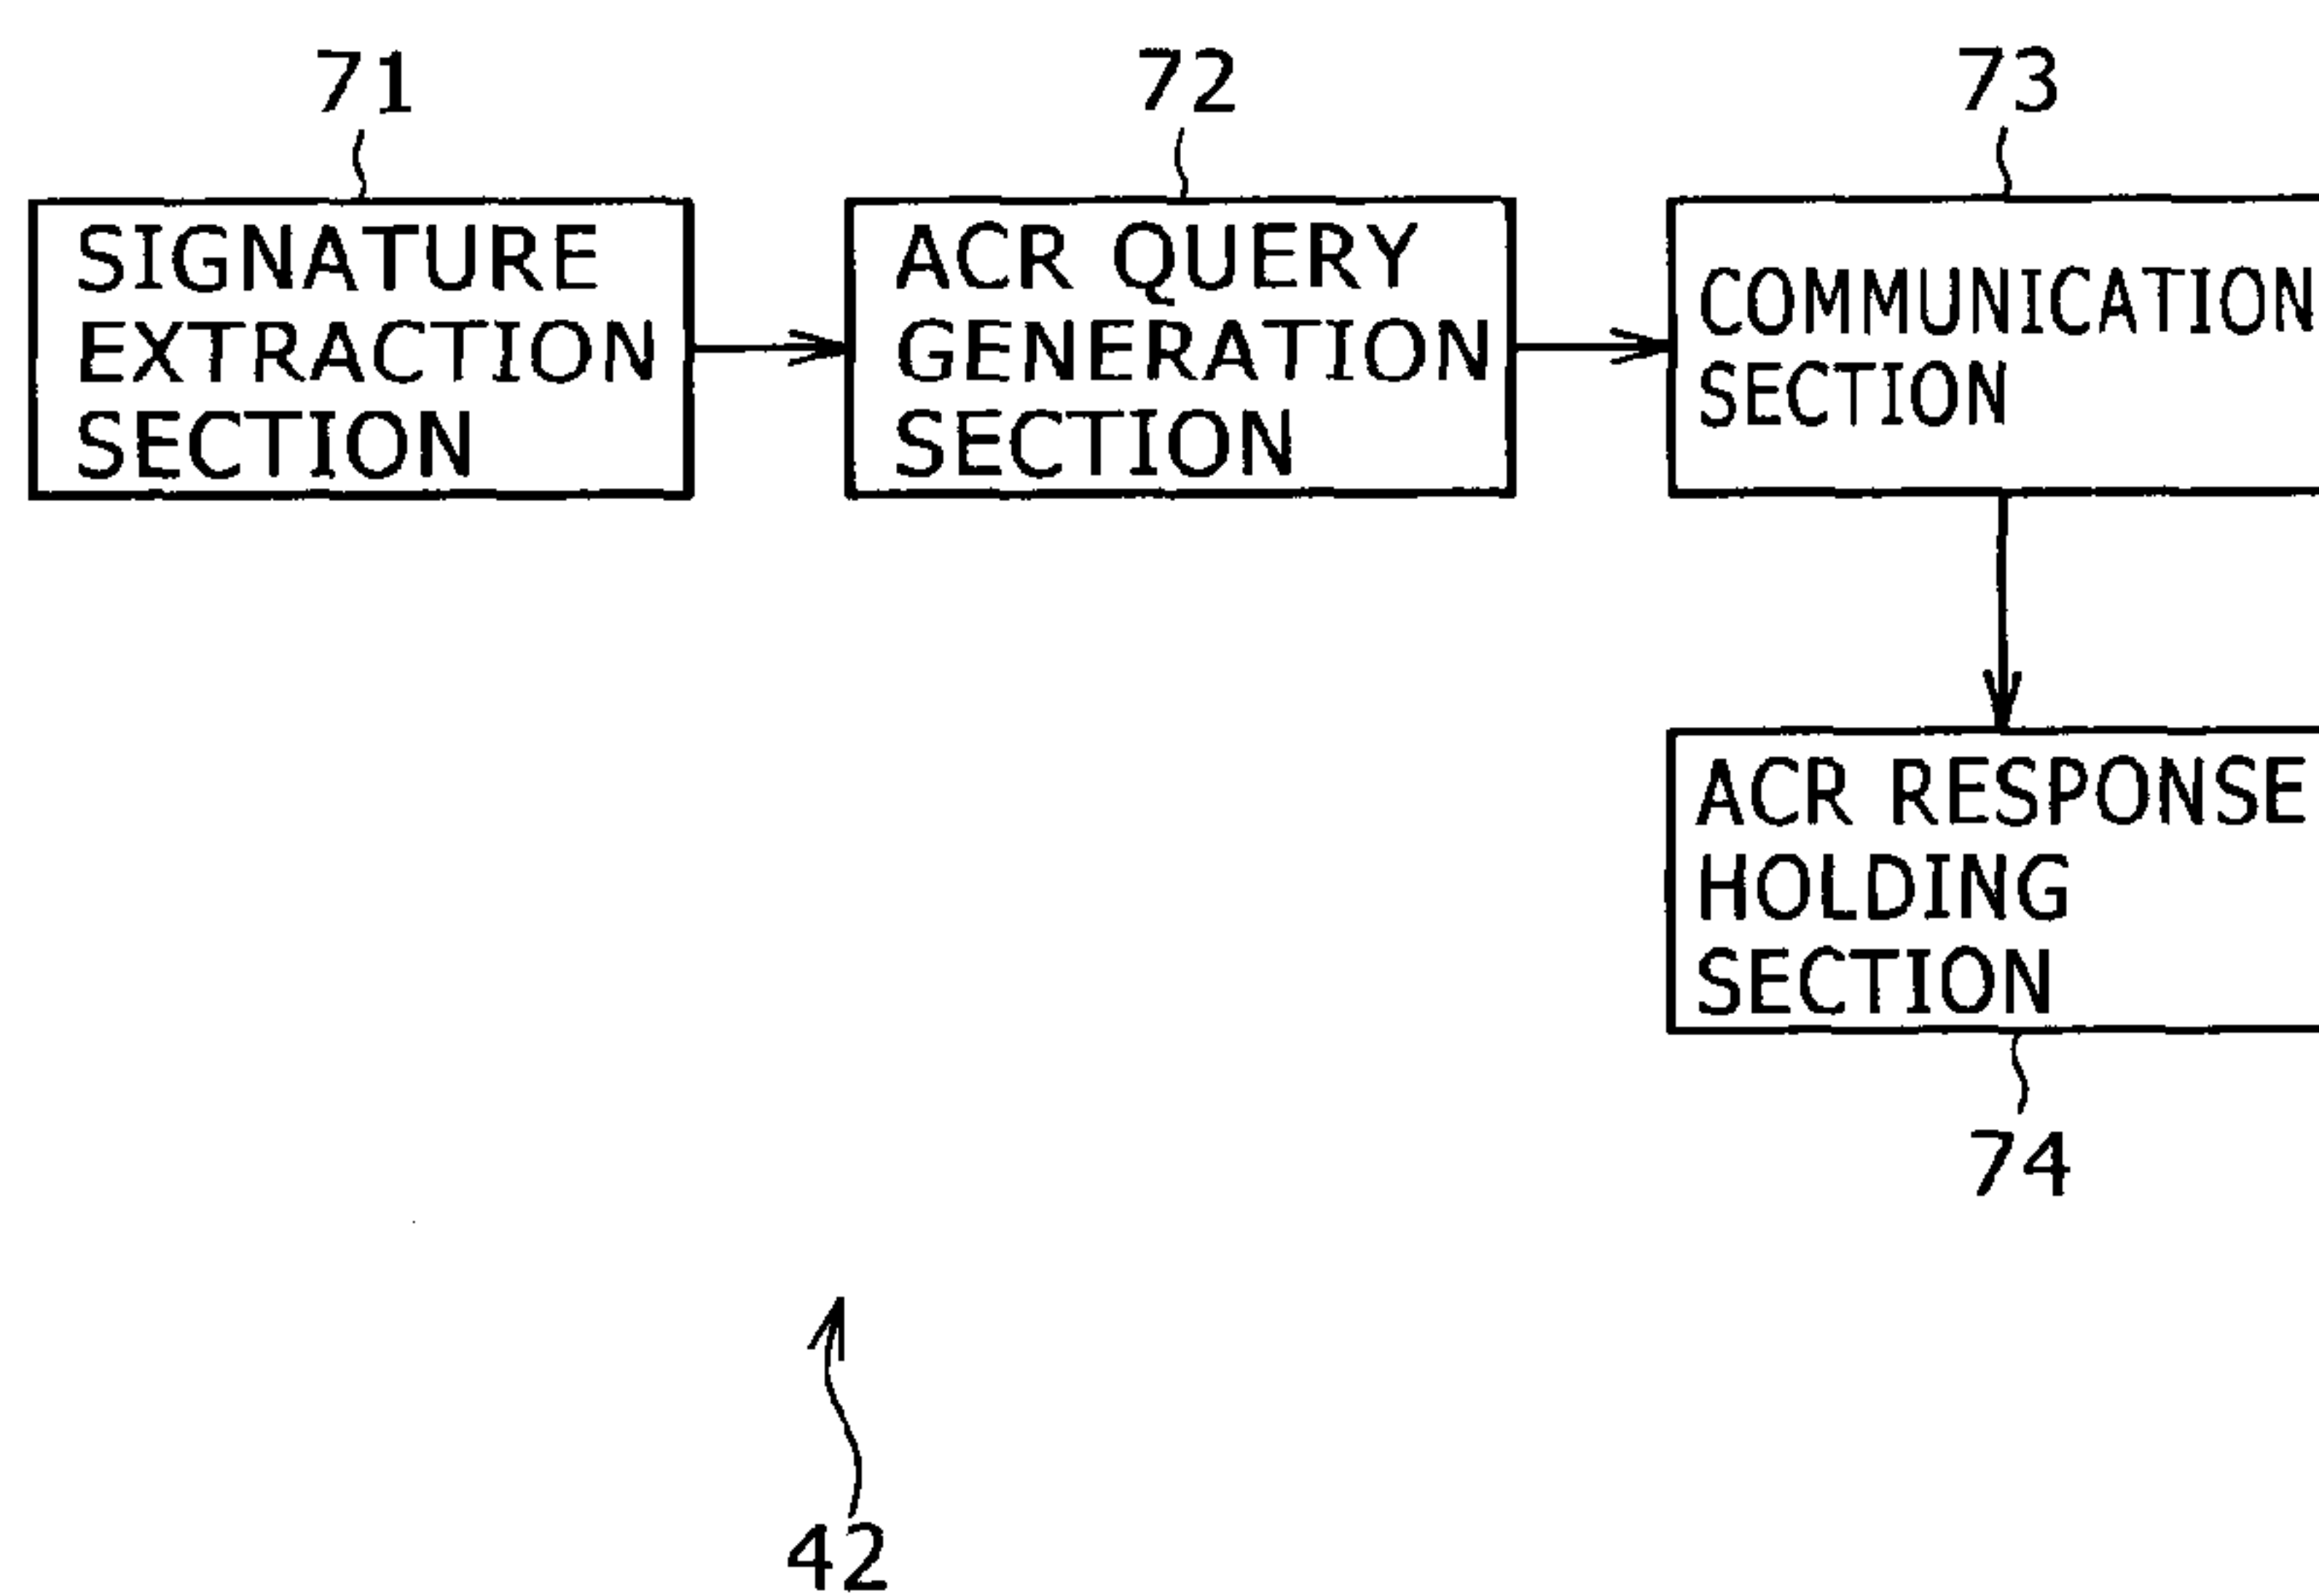 71
72
73
SIGNATURE
EXTRACTION
SECTION
ACR QUERY
GENERATION
SECTION
COMMUNICATION
SECTION
ACR RESPONSE
HOLDING
SECTION
74
42